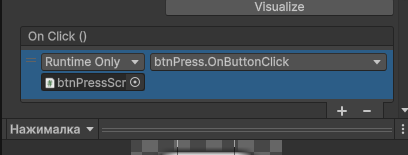 Visualize
On Click ()
Runtime Only btnPress.OnButtonClick
btnPressScr
+ −
Нажималка